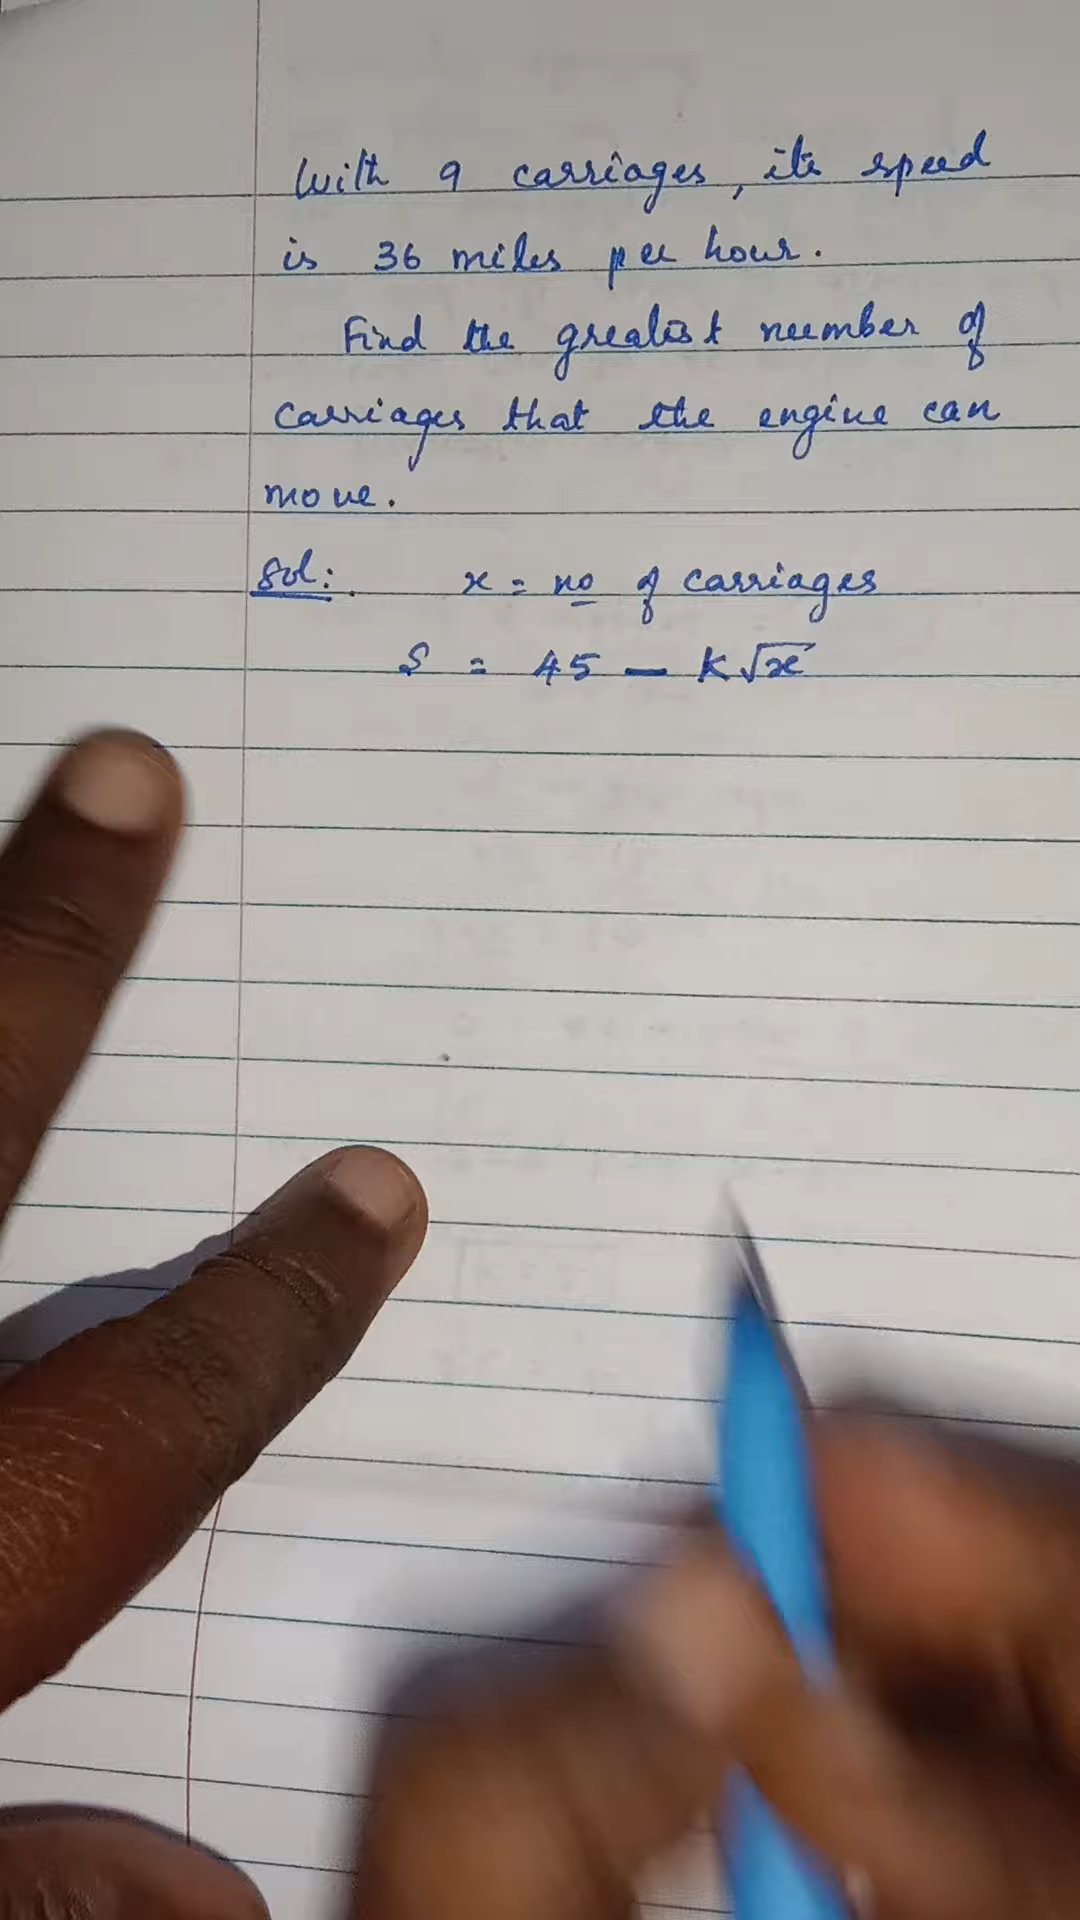 With 9 carriages, its speed
is 36 miles per hour.
Find the greatest number of
carriages that the engine can
move.
Sol: x = no of carriages
S = 45 - K√x